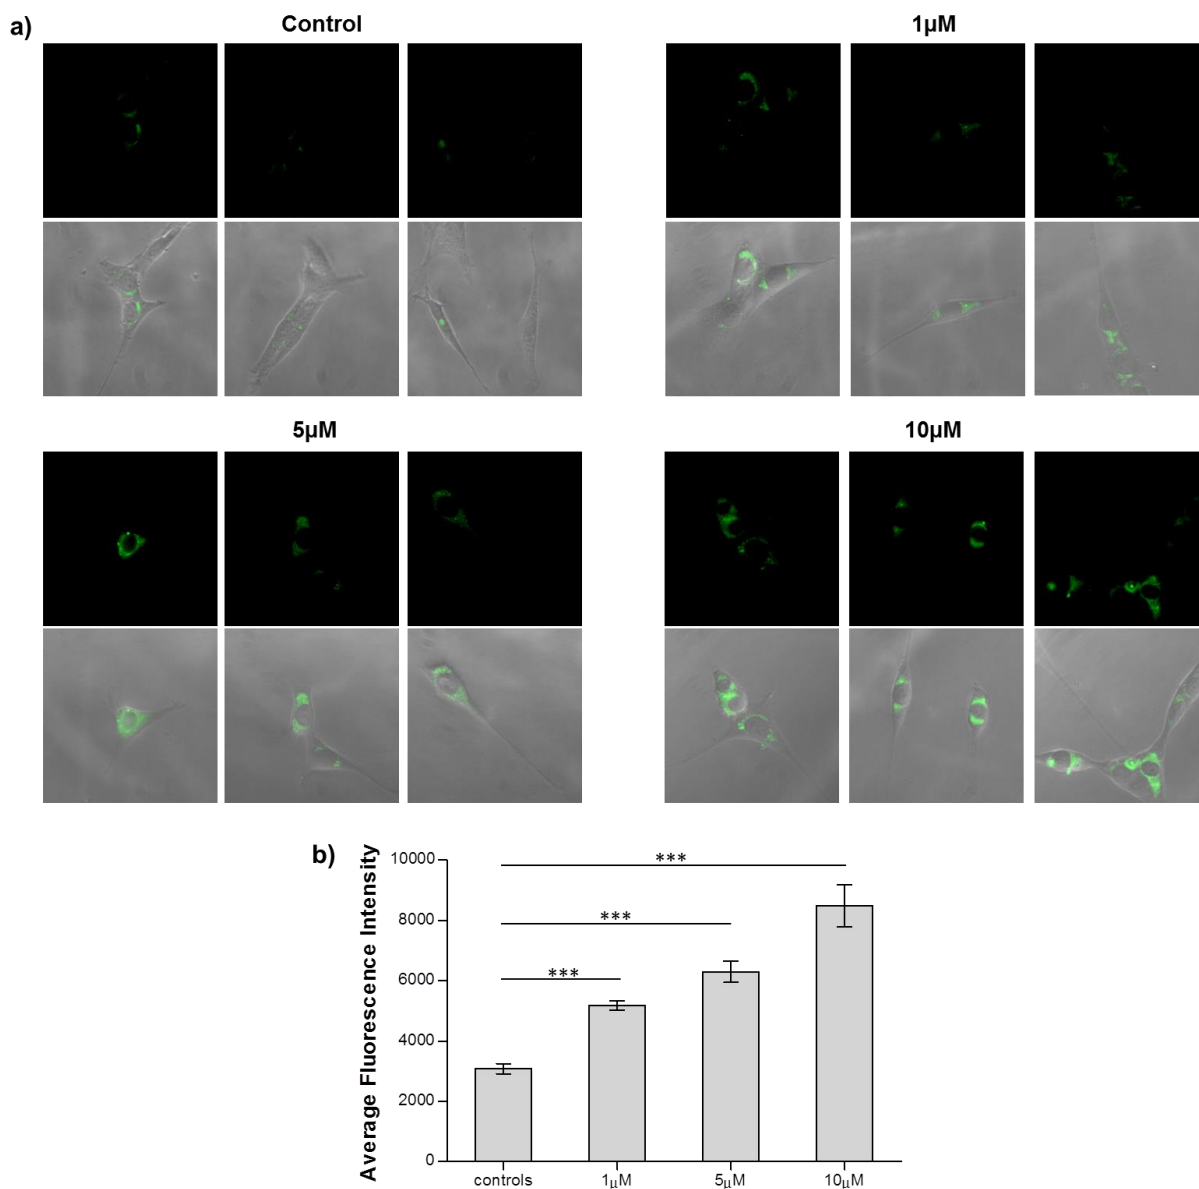 a)
Control
1µM
5µM
10µM
b)
Average Fluorescence Intensity
10000
8000
6000
4000
2000
0
***
***
***
controls
1µM
5µM
10µM